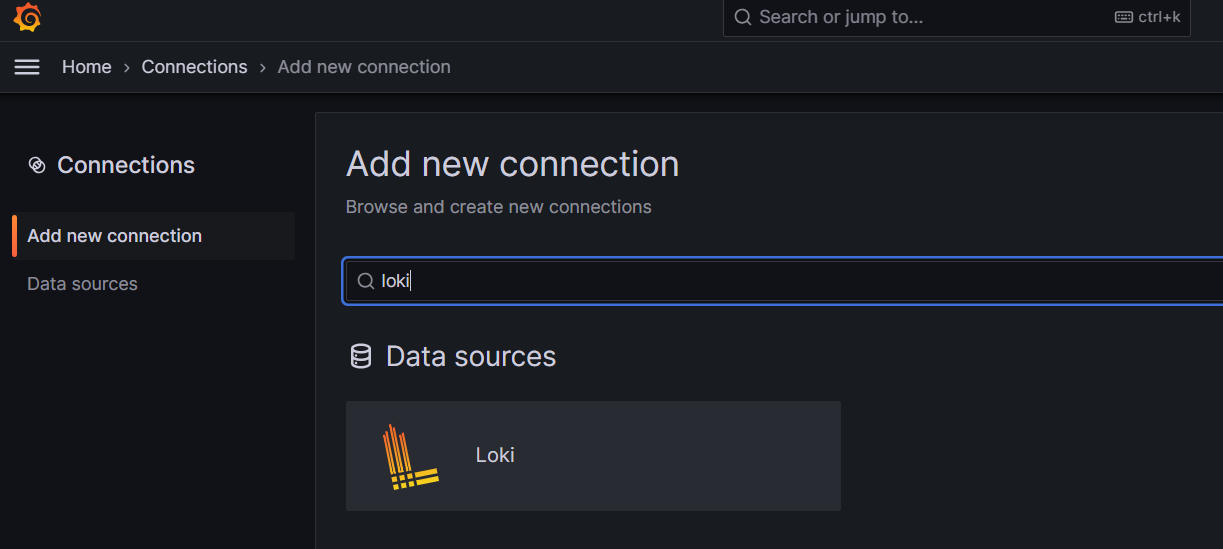 Search or jump to...
ctrl+k
Home › Connections › Add new connection
Connections
Add new connection
Data sources
Add new connection
Browse and create new connections
loki
Data sources
Loki